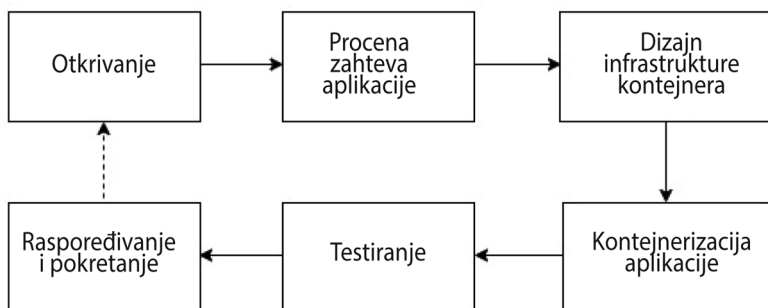 Otkrivanje
Procena
zahteva
aplikacije
Dizajn
infrastrukture
kontejnera
Kontejnerizacija
aplikacije
Testiranje
Raspoređivanje
i pokretanje